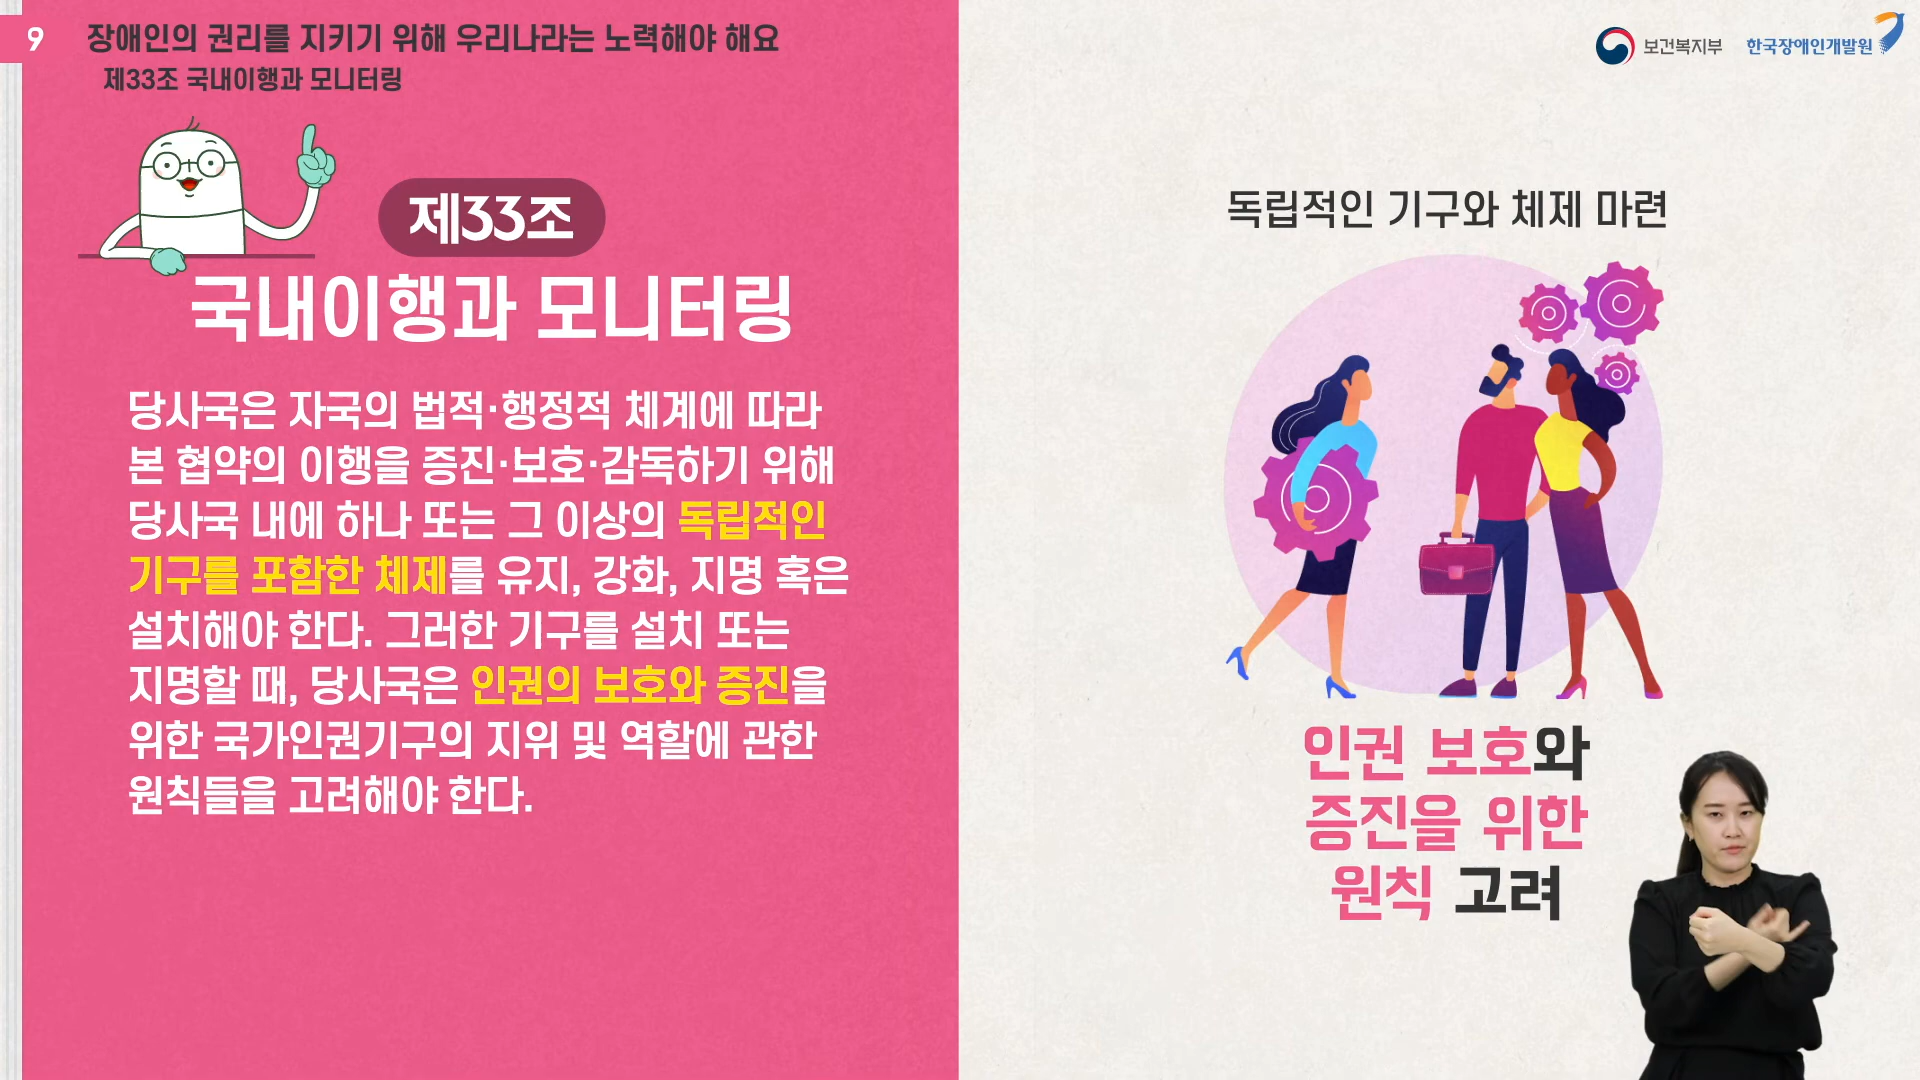 9
장애인의 권리를 지키기 위해 우리나라는 노력해야 해요
제33조 국내이행과 모니터링
제33조
국내이행과 모니터링
당사국은 자국의 법적·행정적 체계에 따라
본 협약의 이행을 증진·보호·감독하기 위해
당사국 내에 하나 또는 그 이상의 독립적인
기구를 포함한 체제를 유지, 강화, 지명 혹은
설치해야 한다. 그러한 기구를 설치 또는
지명할 때, 당사국은 인권의 보호와 증진을
위한 국가인권기구의 지위 및 역할에 관한
원칙들을 고려해야 한다.
보건복지부
한국장애인개발원
독립적인 기구와 체제 마련
인권 보호와
증진을 위한
원칙 고려